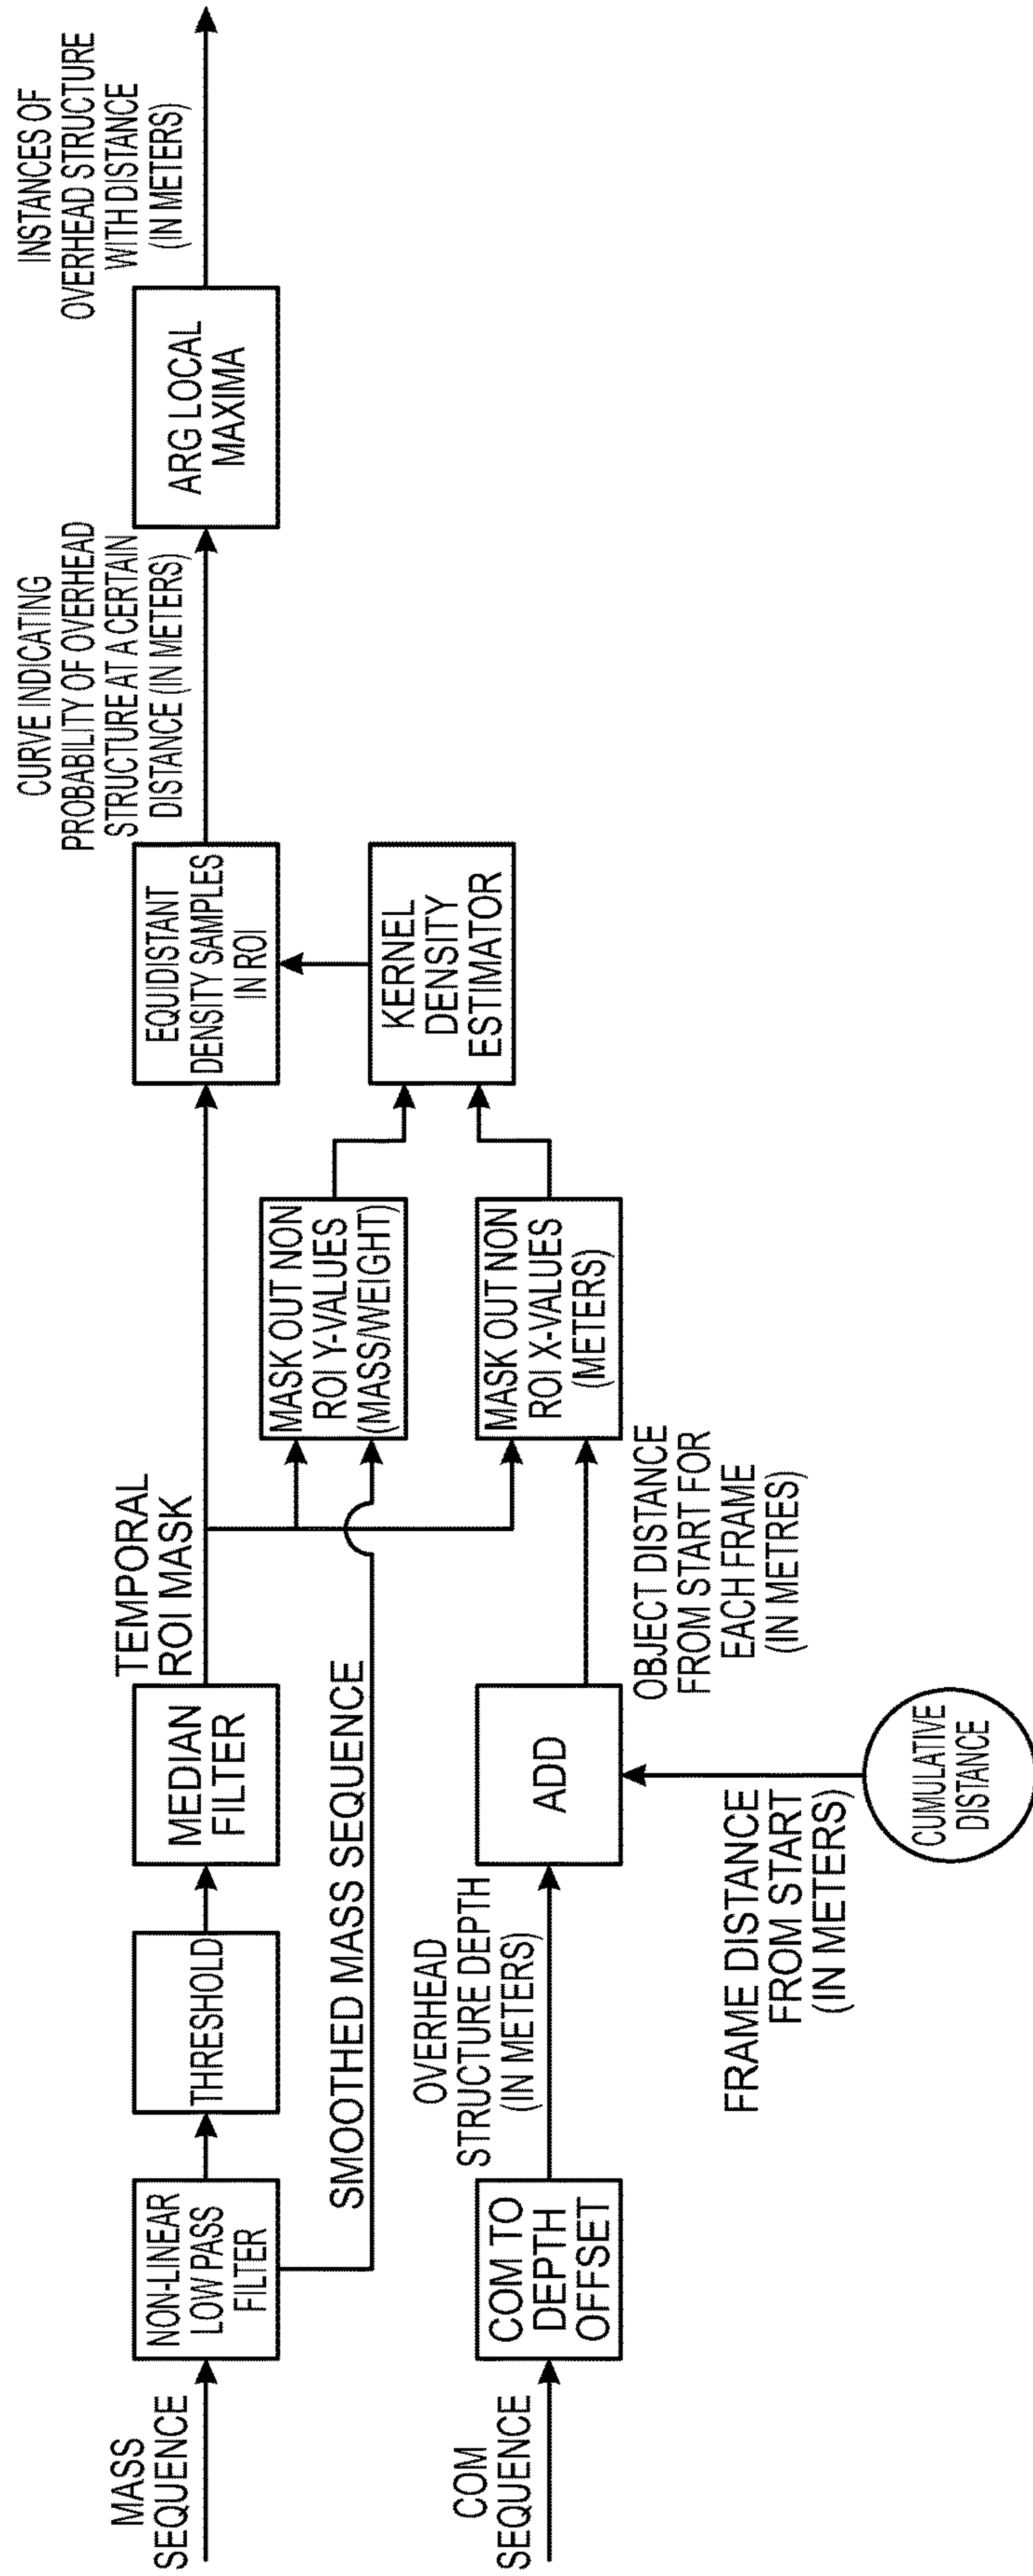 MASS
SEQUENCE
NON-LINEAR
LOW PASS
FILTER
THRESHOLD
MEDIAN
FILTER
TEMPORAL
ROI MASK
SMOOTHED MASS SEQUENCE
COM
SEQUENCE
COM TO
DEPTH
OFFSET
OVERHEAD
STRUCTURE DEPTH
(IN METERS)
ADD
FRAME DISTANCE
FROM START
(IN METERS)
CUMULATIVE
DISTANCE
OBJECT DISTANCE
FROM START FOR
EACH FRAME
(IN METRES)
MASK OUT NON
ROI Y-VALUES
(MASS/WEIGHT)
MASK OUT NON
ROI X-VALUES
(METERS)
KERNEL
DENSITY
ESTIMATOR
EQUIDISTANT
DENSITY SAMPLES
IN ROI
CURVE INDICATING
PROBABILITY OF OVERHEAD
STRUCTURE AT A CERTAIN
DISTANCE (IN METERS)
ARG LOCAL
MAXIMA
INSTANCES OF
OVERHEAD STRUCTURE
WITH DISTANCE
(IN METERS)